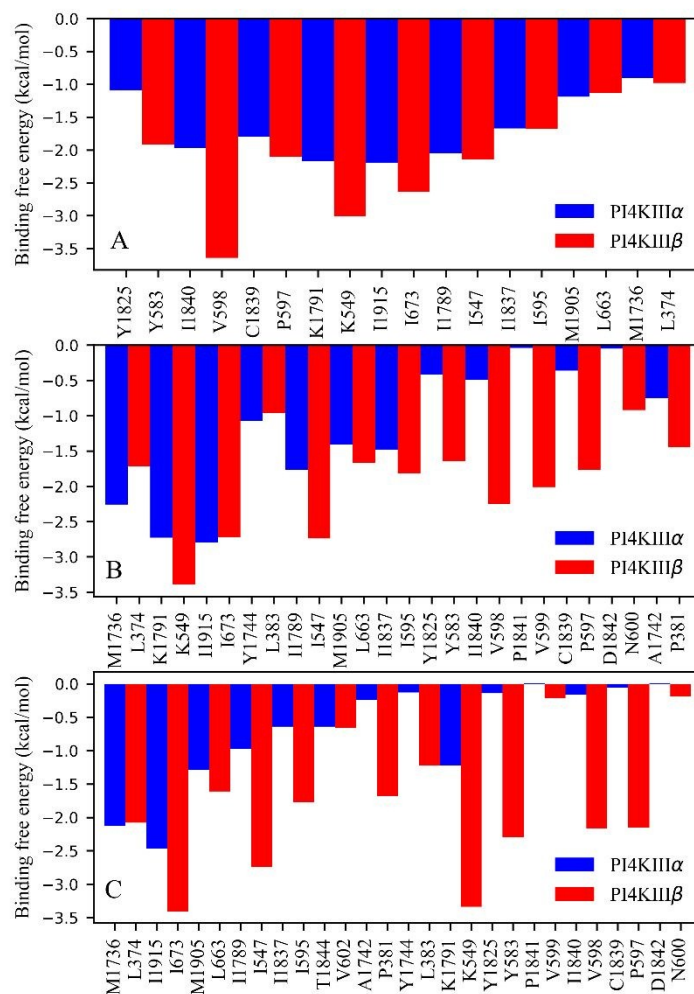 Binding free energy (kcal/mol)
0.0
−0.5
−1.0
−1.5
−2.0
−2.5
−3.0
−3.5
A
PI4KIIIα
PI4KIIIβ
Y1825 Y583 I1840 V598 C1839 P597 K1791 K549 I1915 I673 I1789 I547 I1837 I595 M1905 L663 M1736 L374
Binding free energy (kcal/mol)
0.0
−0.5
−1.0
−1.5
−2.0
−2.5
−3.0
−3.5
B
PI4KIIIα
PI4KIIIβ
M1736 L374 K1791 K549 I1915 I673 Y1744 L383 I1789 I547 M1905 L663 I1837 I595 Y1825 Y583 I1840 V598 P1841 V599 C1839 P597 D1842 N600 A1742 P381
Binding free energy (kcal/mol)
0.0
−0.5
−1.0
−1.5
−2.0
−2.5
−3.0
−3.5
C
PI4KIIIα
PI4KIIIβ
M1736 L374 I1915 I673 M1905 L663 I1789 I547 I1837 I595 T1844 V602 A1742 P381 Y1744 L383 K1791 K549 Y1825 Y583 P1841 V599 I1840 V598 C1839 P597 D1842 N600